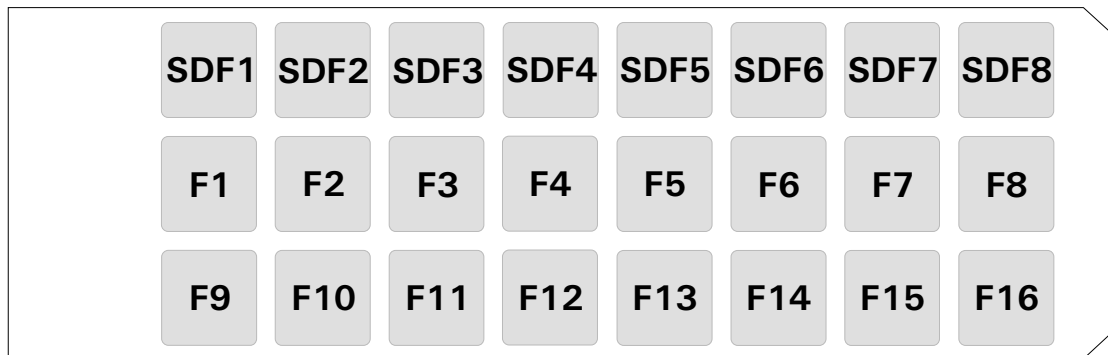 SDF1 SDF2 SDF3 SDF4 SDF5 SDF6 SDF7 SDF8
F1 F2 F3 F4 F5 F6 F7 F8
F9 F10 F11 F12 F13 F14 F15 F16